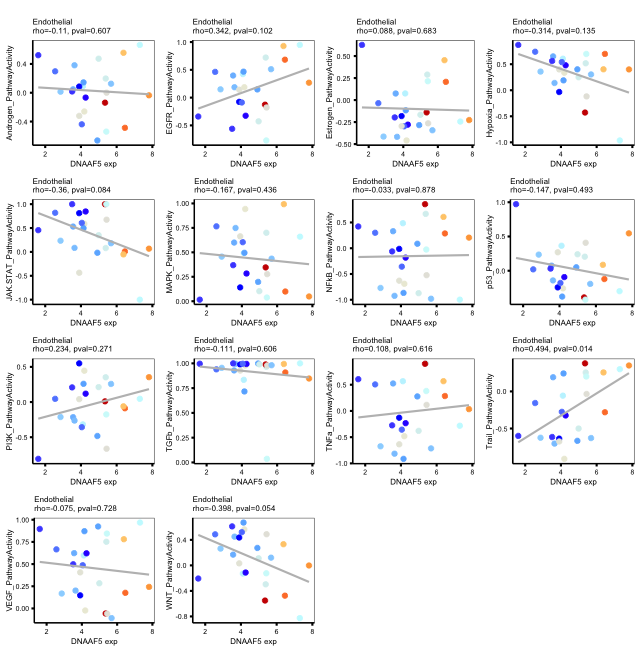 Endothelial
rho=-0.11, pval=0.607
Androgen_PathwayActivity
0.4
0.0
-0.4
2 4 6 8
DNAAF5 exp
Endothelial
rho=0.342, pval=0.102
EGFR_PathwayActivity
1.0
0.5
0.0
-0.5
2 4 6 8
DNAAF5 exp
Endothelial
rho=0.088, pval=0.683
Estrogen_PathwayActivity
0.50
0.25
0.00
-0.25
-0.50
2 4 6 8
DNAAF5 exp
Endothelial
rho=-0.314, pval=0.135
Hypoxia_PathwayActivity
0.5
0.0
-0.5
-1.0
2 4 6 8
DNAAF5 exp
Endothelial
rho=-0.36, pval=0.084
JAK-STAT_PathwayActivity
1.0
0.5
0.0
-0.5
-1.0
2 4 6 8
DNAAF5 exp
Endothelial
rho=-0.167, pval=0.436
MAPK_PathwayActivity
1.00
0.75
0.50
0.25
0.00
2 4 6 8
DNAAF5 exp
Endothelial
rho=-0.033, pval=0.878
NFkB_PathwayActivity
0.5
0.0
-0.5
-1.0
2 4 6 8
DNAAF5 exp
Endothelial
rho=-0.147, pval=0.493
p53_PathwayActivity
0.5
0.0
2 4 6 8
DNAAF5 exp
Endothelial
rho=0.234, pval=0.271
PI3K_PathwayActivity
0.5
0.0
-0.5
2 4 6 8
DNAAF5 exp
Endothelial
rho=-0.111, pval=0.606
TGFb_PathwayActivity
1.00
0.75
0.50
0.25
0.00
2 4 6 8
DNAAF5 exp
Endothelial
rho=0.108, pval=0.616
TNFa_PathwayActivity
1.0
0.5
0.0
-0.5
-1.0
2 4 6 8
DNAAF5 exp
Endothelial
rho=0.494, pval=0.014
Trail_PathwayActivity
0.0
-0.5
2 4 6 8
DNAAF5 exp
Endothelial
rho=-0.075, pval=0.728
VEGF_PathwayActivity
1.00
0.75
0.50
0.25
0.00
2 4 6 8
DNAAF5 exp
Endothelial
rho=-0.398, pval=0.054
WNT_PathwayActivity
0.4
0.0
-0.4
-0.8
2 4 6 8
DNAAF5 exp